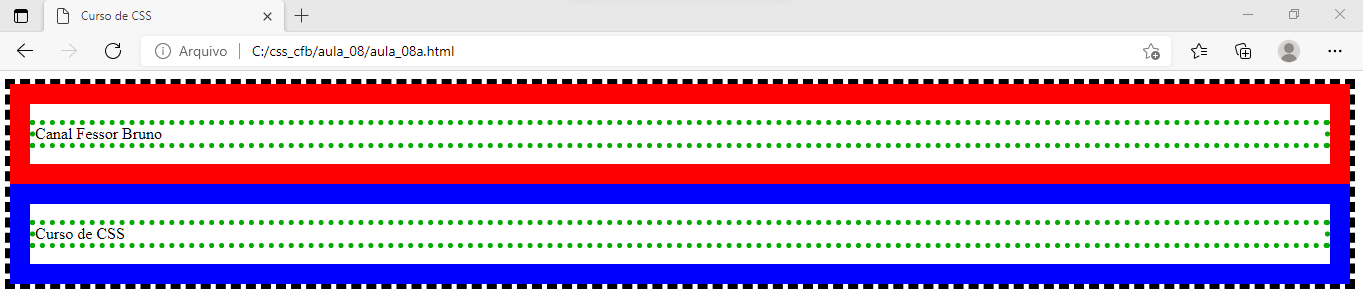 Curso de CSS
Arquivo C:/css_cfb/aula_08/aula_08a.html
Canal Fessor Bruno
Curso de CSS